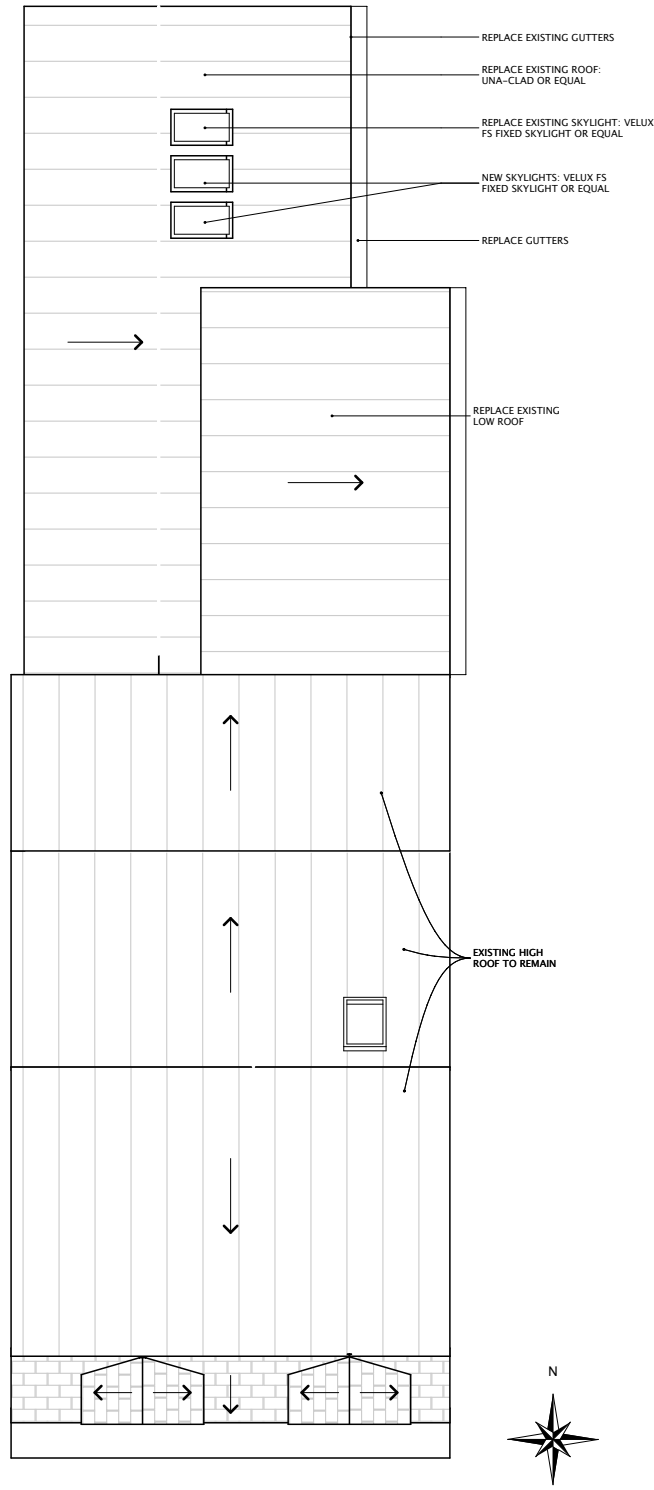 REPLACE EXISTING GUTTERS
REPLACE EXISTING ROOF:
UNA-CLAD OR EQUAL
REPLACE EXISTING SKYLIGHT: VELUX
FS FIXED SKYLIGHT OR EQUAL
NEW SKYLIGHTS: VELUX FS
FIXED SKYLIGHT OR EQUAL
REPLACE GUTTERS
REPLACE EXISTING
LOW ROOF
EXISTING HIGH
ROOF TO REMAIN
N